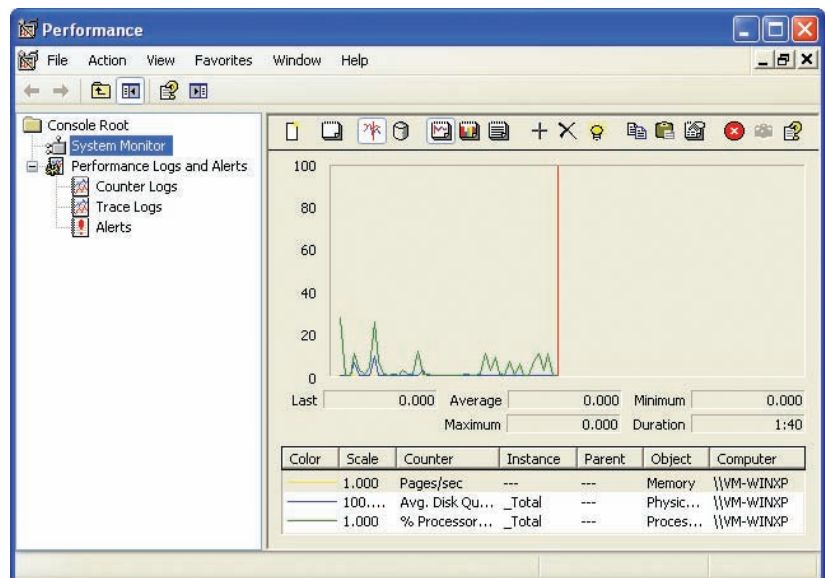 Performance
File Action View Favorites Window Help
Console Root
System Monitor
Performance Logs and Alerts
Counter Logs
Trace Logs
Alerts
100
80
60
40
20
0
Last 0.000 Average 0.000 Minimum 0.000
Maximum 0.000 Duration 1:40
Color Scale Counter Instance Parent Object Computer
1.000 Pages/sec --- --- Memory \\VM-WINXP
100.... Avg. Disk Qu... _Total --- Physic... \\VM-WINXP
1.000 % Processor... _Total --- Proces... \\VM-WINXP